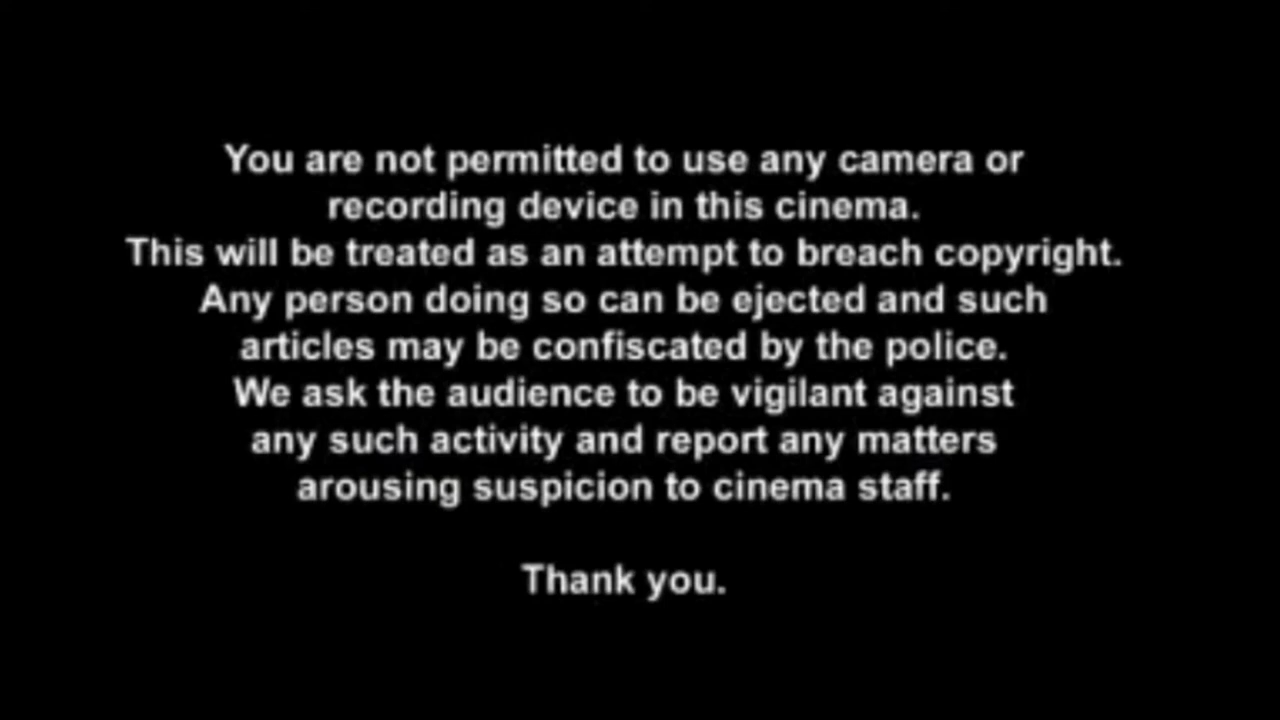 You are not permitted to use any camera or
recording device in this cinema.
This will be treated as an attempt to breach copyright.
Any person doing so can be ejected and such
articles may be confiscated by the police.
We ask the audience to be vigilant against
any such activity and report any matters
arousing suspicion to cinema staff.
Thank you.